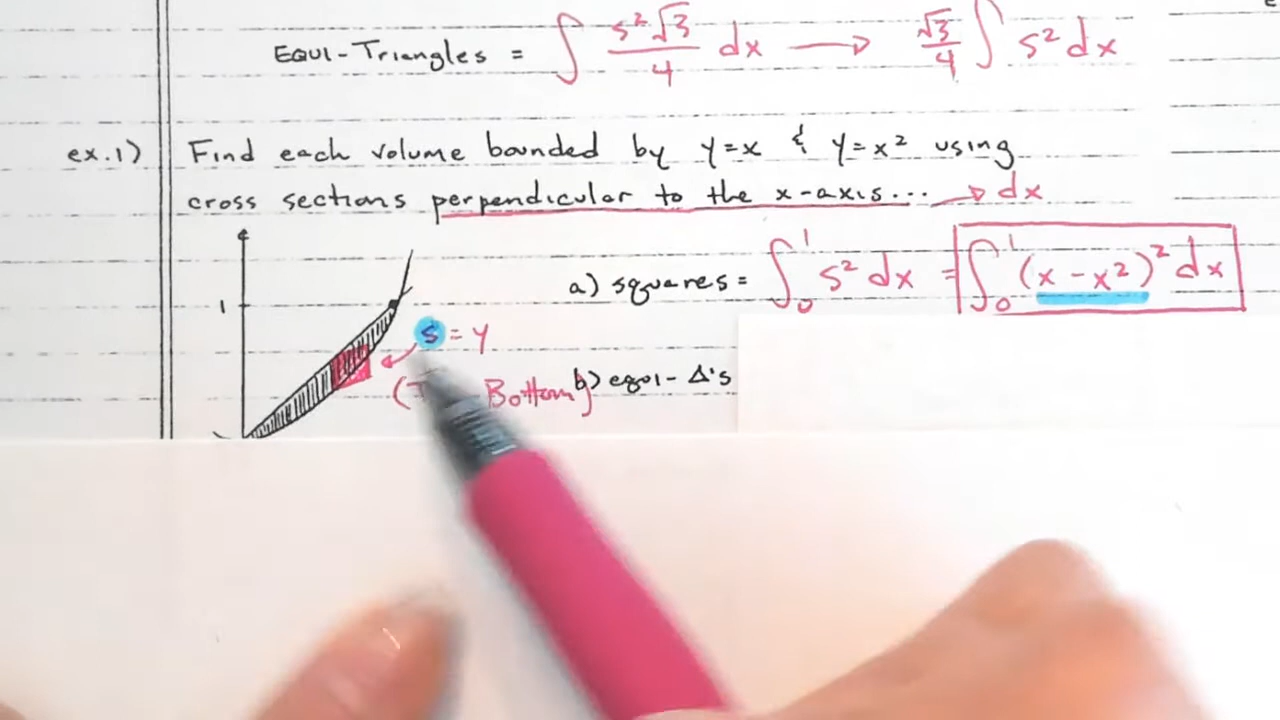 Equi-Triangles = ∫ s²√3/4 dx → √3/4 ∫ s² dx
ex.1) Find each volume bounded by y=x & y=x² using
cross sections perpendicular to the x-axis... → dx
a) squares = ∫₀¹ s² dx = ∫₀¹ (x - x²)² dx
1
s = y
( Bottom)
b) equi-Δ's